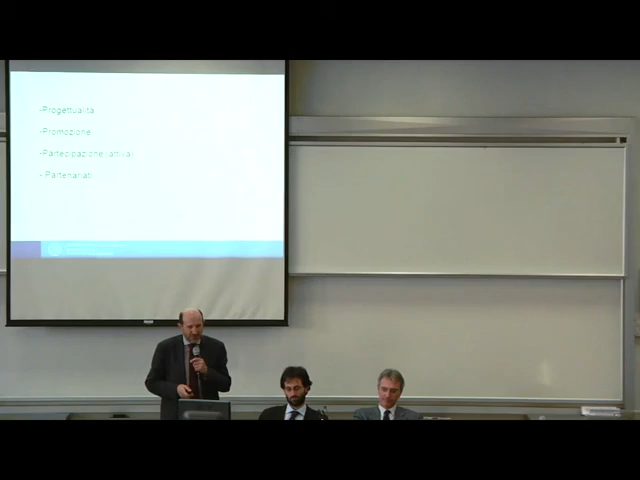 -Progettualità
-Promozione
-Partecipazione (attiva)
- Partenariati